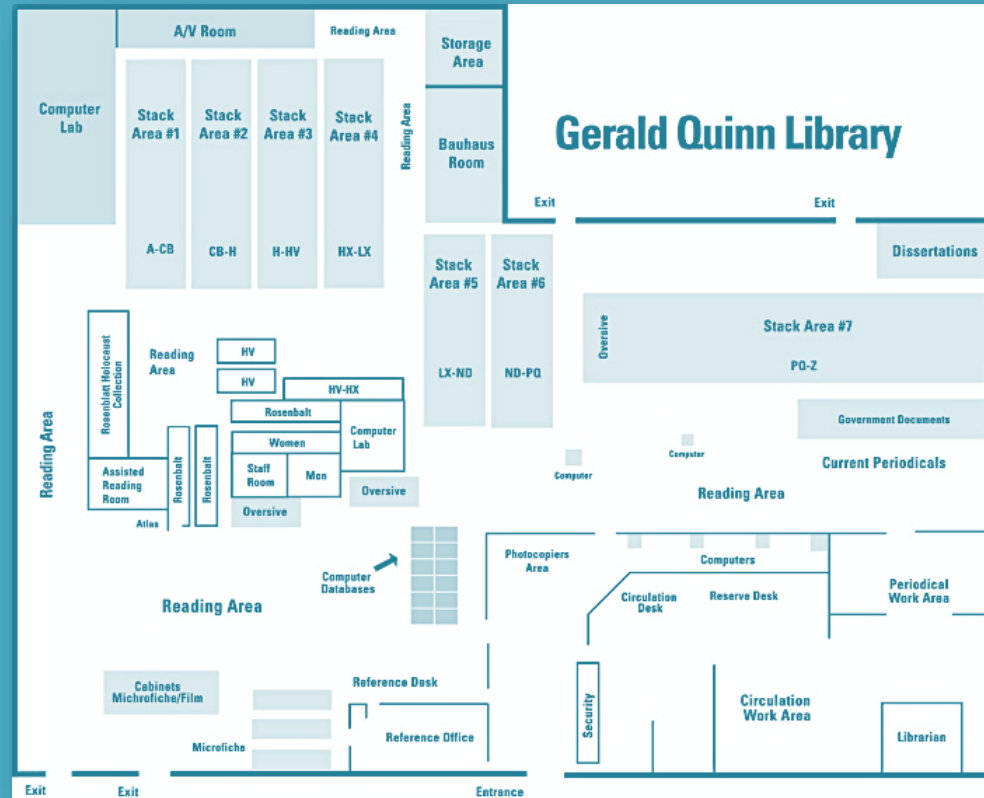 A/V Room
Reading Area
Storage
Area
Computer
Lab
Stack
Area #1
Stack
Area #2
Stack
Area #3
Stack
Area #4
Reading Area
Bauhaus
Room
Gerald Quinn Library
Exit
Exit
A-CB
CB-H
H-HV
HX-LX
Stack
Area #5
Stack
Area #6
Dissertations
Oversive
Stack Area #7
PQ-Z
LX-ND
ND-PQ
Rosenblatt Holocaust
Collection
Reading
Area
HV
HV
HV-HX
Rosenbalt
Computer
Lab
Women
Staff
Room
Men
Reading Area
Assisted
Reading
Room
Rosenbalt
Rosenbalt
Atlas
Oversive
Oversive
Government Documents
Computer
Computer
Current Periodicals
Reading Area
Computer
Databases
Photocopiers
Area
Computers
Circulation
Desk
Reserve Desk
Periodical
Work Area
Reading Area
Cabinets
Michrofiche/Film
Reference Desk
Microfiche
Reference Office
Security
Circulation
Work Area
Librarian
Exit
Exit
Entrance